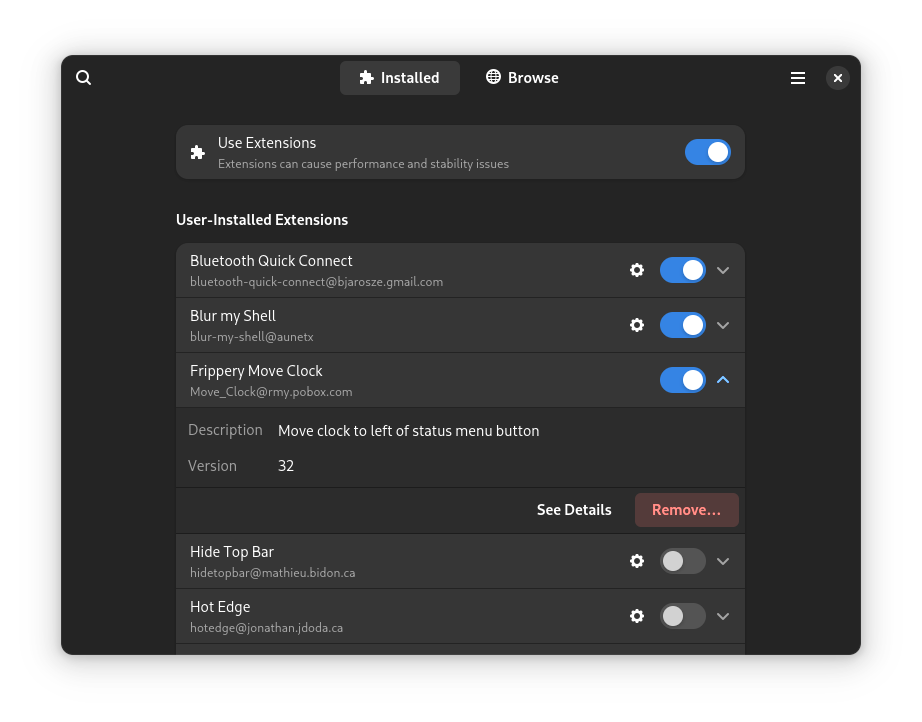 Installed
Browse
Use Extensions
Extensions can cause performance and stability issues
User-Installed Extensions
Bluetooth Quick Connect
bluetooth-quick-connect@bjarosze.gmail.com
Blur my Shell
blur-my-shell@aunetx
Frippery Move Clock
Move_Clock@rmy.pobox.com
Description Move clock to left of status menu button
Version 32
See Details Remove…
Hide Top Bar
hidetopbar@mathieu.bidon.ca
Hot Edge
hotedge@jonathan.jdoda.ca